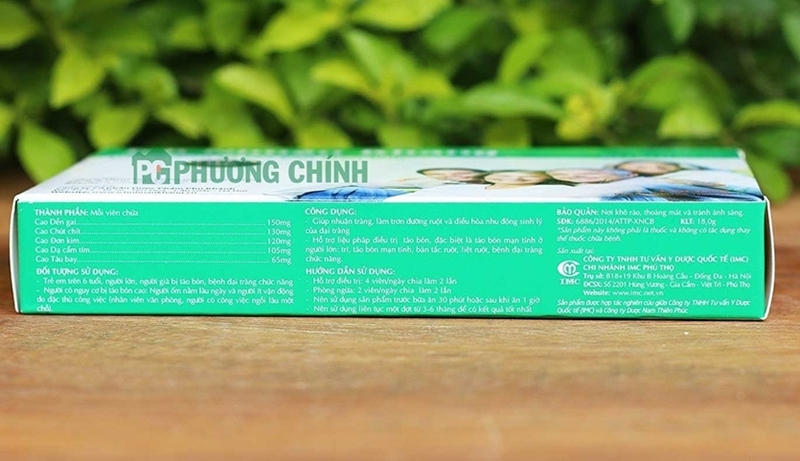 PC PHƯƠNG CHÍNH
THÀNH PHẦN: Mỗi viên chứa
Cao Dền gai 150mg
Cao Chút chít 130mg
Cao Đơn kim 120mg
Cao Dạ cẩm tím 105mg
Cao Tàu bay 65mg
ĐỐI TƯỢNG SỬ DỤNG:
- Trẻ em trên 6 tuổi, người lớn, người già bị táo bón, bệnh đại tràng chức năng
- Người có nguy cơ bị táo bón cao: Người ốm nằm lâu ngày và người ít vận động
do đặc thù công việc (nhân viên văn phòng, người có công việc ngồi lâu một
chỗ).
CÔNG DỤNG:
- Giúp nhuận tràng, làm trơn đường ruột và điều hòa nhu động sinh lý
của đại tràng
- Hỗ trợ liệu pháp điều trị táo bón, đặc biệt là táo bón mạn tính ở
người lớn; trĩ, táo bón mạn tính, bán tắc ruột, liệt ruột, bệnh đại tràng
chức năng.
HƯỚNG DẪN SỬ DỤNG:
- Hỗ trợ điều trị: 4 viên/ngày chia làm 2 lần
- Phòng ngừa: 2 viên/ngày chia làm 2 lần
- Nên sử dụng sản phẩm trước bữa ăn 30 phút hoặc sau khi ăn 1 giờ
- Nên sử dụng liên tục một đợt từ 3-6 tháng để có kết quả tốt nhất
BẢO QUẢN: Nơi khô ráo, thoáng mát và tránh ánh sáng.
SĐK: 6886/2014/ATTP-XNCB KLT: 18,0g
*Sản phẩm này không phải là thuốc và không có tác dụng thay
thế thuốc chữa bệnh.
Sản xuất tại:
CÔNG TY TNHH TƯ VẤN Y DƯỢC QUỐC TẾ (IMC)
CHI NHÁNH IMC PHÚ THỌ
IMC
Trụ sở: B18+19 Khu B Hoàng Cầu - Đống Đa - Hà Nội
ĐCSX: Số 2201 Hùng Vương - Gia Cẩm - Việt Trì - Phú Thọ
Website: www.imc.net.vn
Sản phẩm được hợp tác nghiên cứu giữa Công ty TNHH Tư vấn Y Dược
Quốc tế (IMC) và Công ty Dược Nam Thiên Phúc